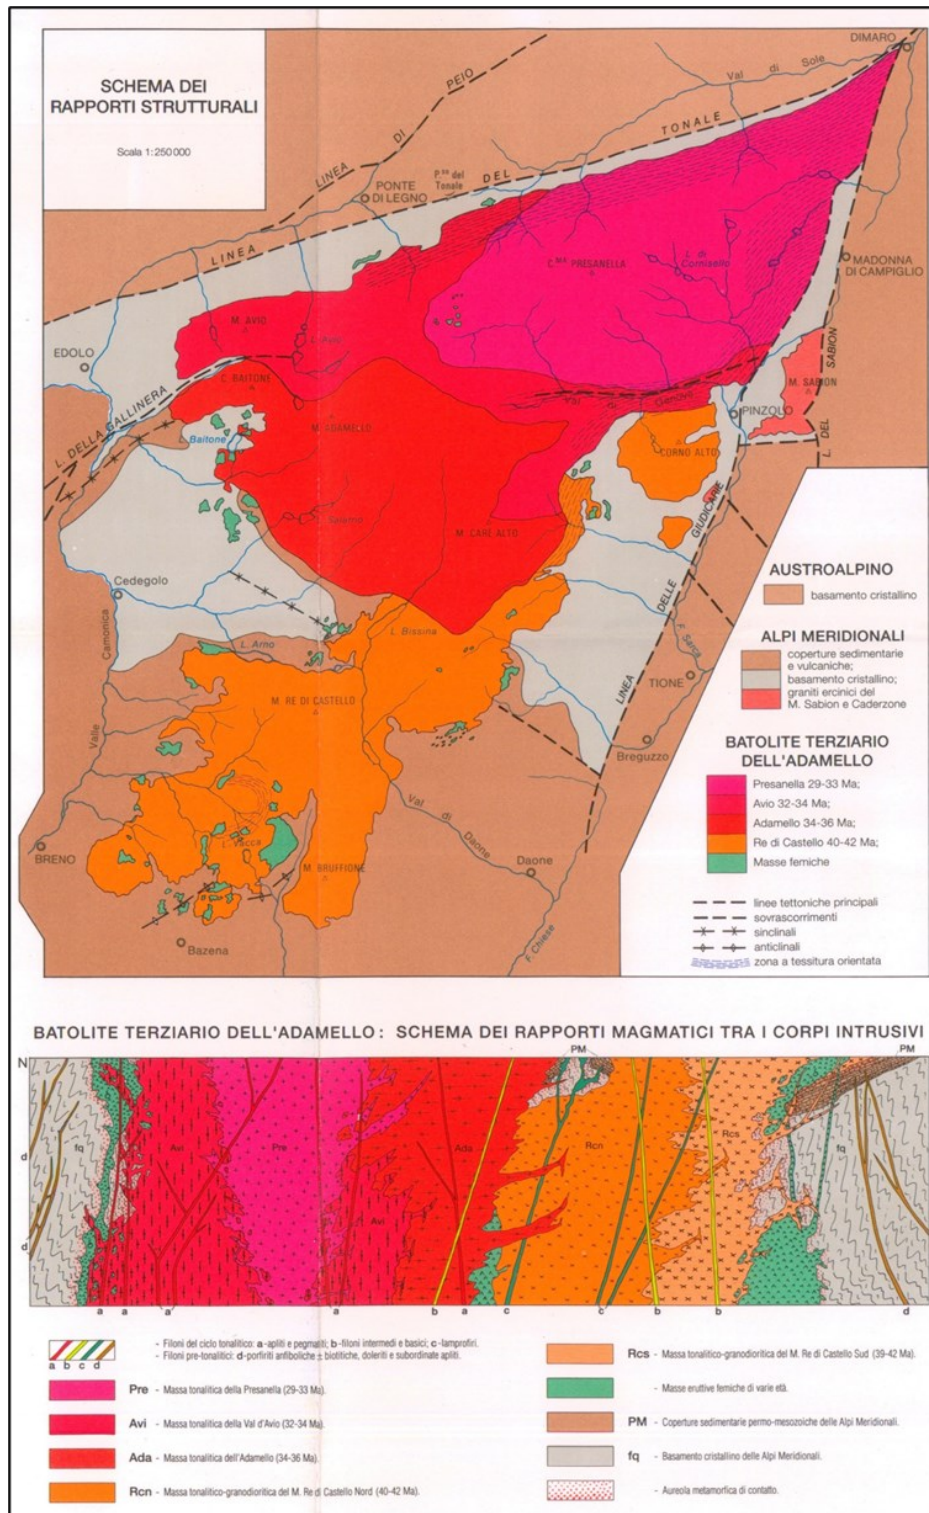 SCHEMA DEI
RAPPORTI STRUTTURALI
Scala 1:250 000
DIMARO
Val di Sole
LINEA DI PEIO
TONALE
P.so del
Tonale
PONTE
DI LEGNO
DEL
LINEA
C.MA PRESANELLA
L. di
Cornisello
MADONNA
DI CAMPIGLIO
M. AVIO
L. Avio
EDOLO
C. BAITONE
L. DELLA GALLINERA
L.
Baitone
M. ADAMELLO
Val di Genova
PINZOLO
M. SABION
L. DEL SABION
CORNO ALTO
Salarno
M. CARÈ ALTO
LINEA DELLE GIUDICARIE
Cedegolo
Valle Camonica
L. Arno
L. Bissina
M. RE DI CASTELLO
F. Sarca
TIONE
Breguzzo
Val di Daone
Daone
F. Chiese
BRENO
L. Vacca
M. BRUFFIONE
Bazena
AUSTROALPINO
basamento cristallino
ALPI MERIDIONALI
coperture sedimentarie
e vulcaniche;
basamento cristallino;
graniti ercinici del
M. Sabion e Caderzone
BATOLITE TERZIARIO
DELL'ADAMELLO
Presanella 29-33 Ma;
Avio 32-34 Ma;
Adamello 34-36 Ma;
Re di Castello 40-42 Ma;
Masse femiche
linee tettoniche principali
sovrascorrimenti
sinclinali
anticlinali
zona a tessitura orientata
BATOLITE TERZIARIO DELL'ADAMELLO: SCHEMA DEI RAPPORTI MAGMATICI TRA I CORPI INTRUSIVI
PM PM
N
d fq Avi Pre Ada Rcn Rcs fq
Avi
d
a a a a b a c c b b d
a b c d
- Filoni del ciclo tonalitico: a-apliti e pegmatiti; b-filoni intermedi e basici; c-lamprofiri.
- Filoni pre-tonalitici: d-porfiriti anfiboliche ± biotitiche, doleriti e subordinate apliti.
Pre - Massa tonalitica della Presanella (29-33 Ma).
Avi - Massa tonalitica della Val d'Avio (32-34 Ma).
Ada - Massa tonalitica dell'Adamello (34-36 Ma).
Rcn - Massa tonalitico-granodioritica del M. Re di Castello Nord (40-42 Ma).
Rcs - Massa tonalitico-granodioritica del M. Re di Castello Sud (39-42 Ma).
- Masse eruttive femiche di varie età.
PM - Coperture sedimentarie permo-mesozoiche delle Alpi Meridionali.
fq - Basamento cristallino delle Alpi Meridionali.
- Aureola metamorfica di contatto.